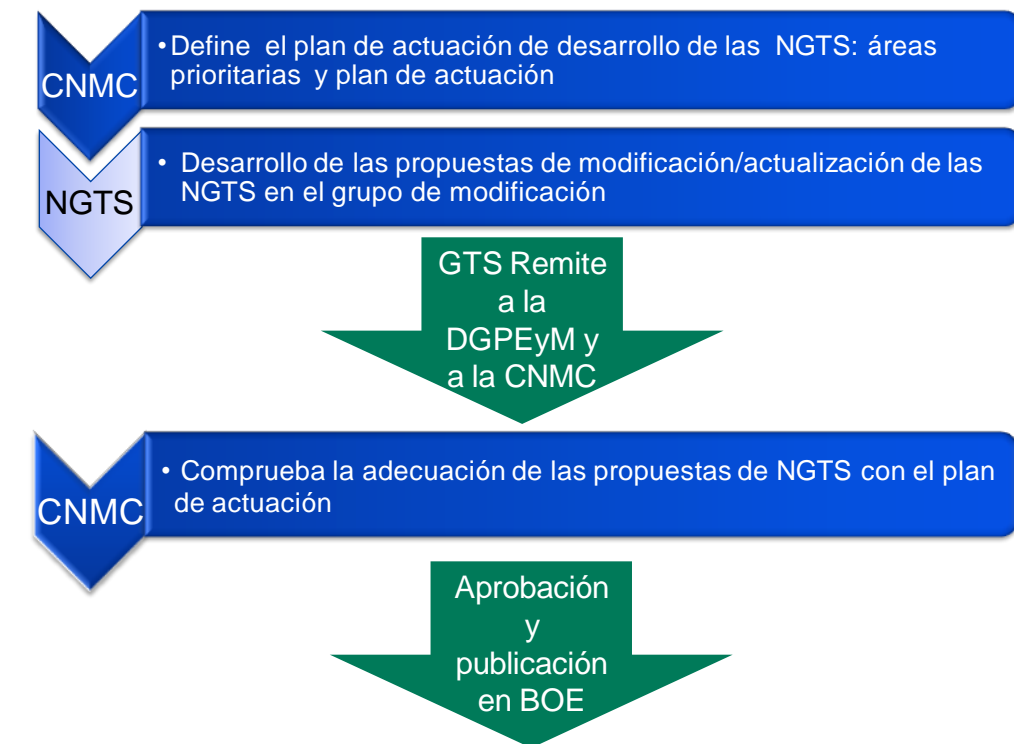 CNMC
•Define el plan de actuación de desarrollo de las NGTS: áreas
prioritarias y plan de actuación
NGTS
• Desarrollo de las propuestas de modificación/actualización de las
NGTS en el grupo de modificación
GTS Remite
a la
DGPEyM y
a la CNMC
CNMC
• Comprueba la adecuación de las propuestas de NGTS con el plan
de actuación
Aprobación
y
publicación
en BOE